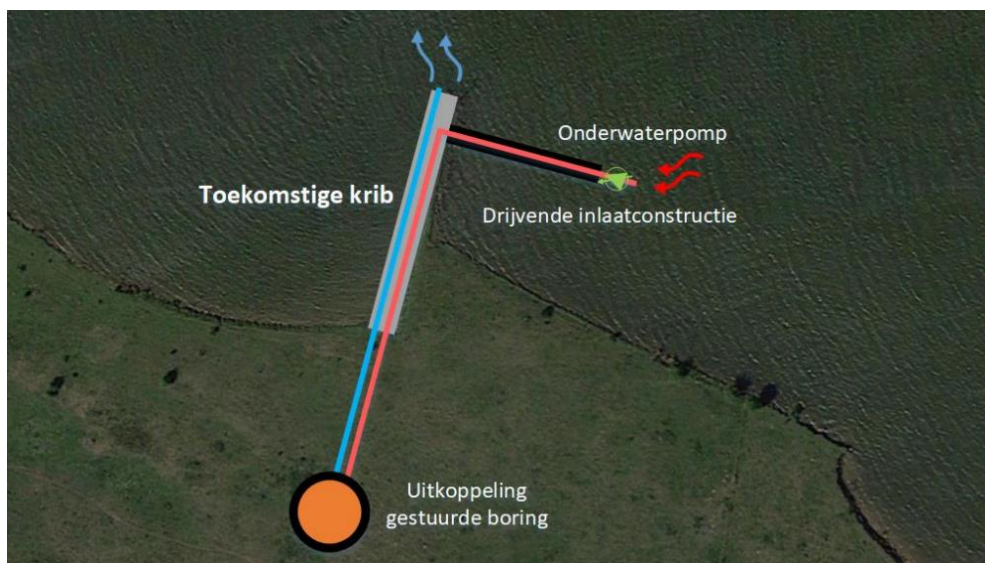 Onderwaterpomp
Toekomstige krib
Drijvende inlaatconstructie
Uitkoppeling
gestuurde boring